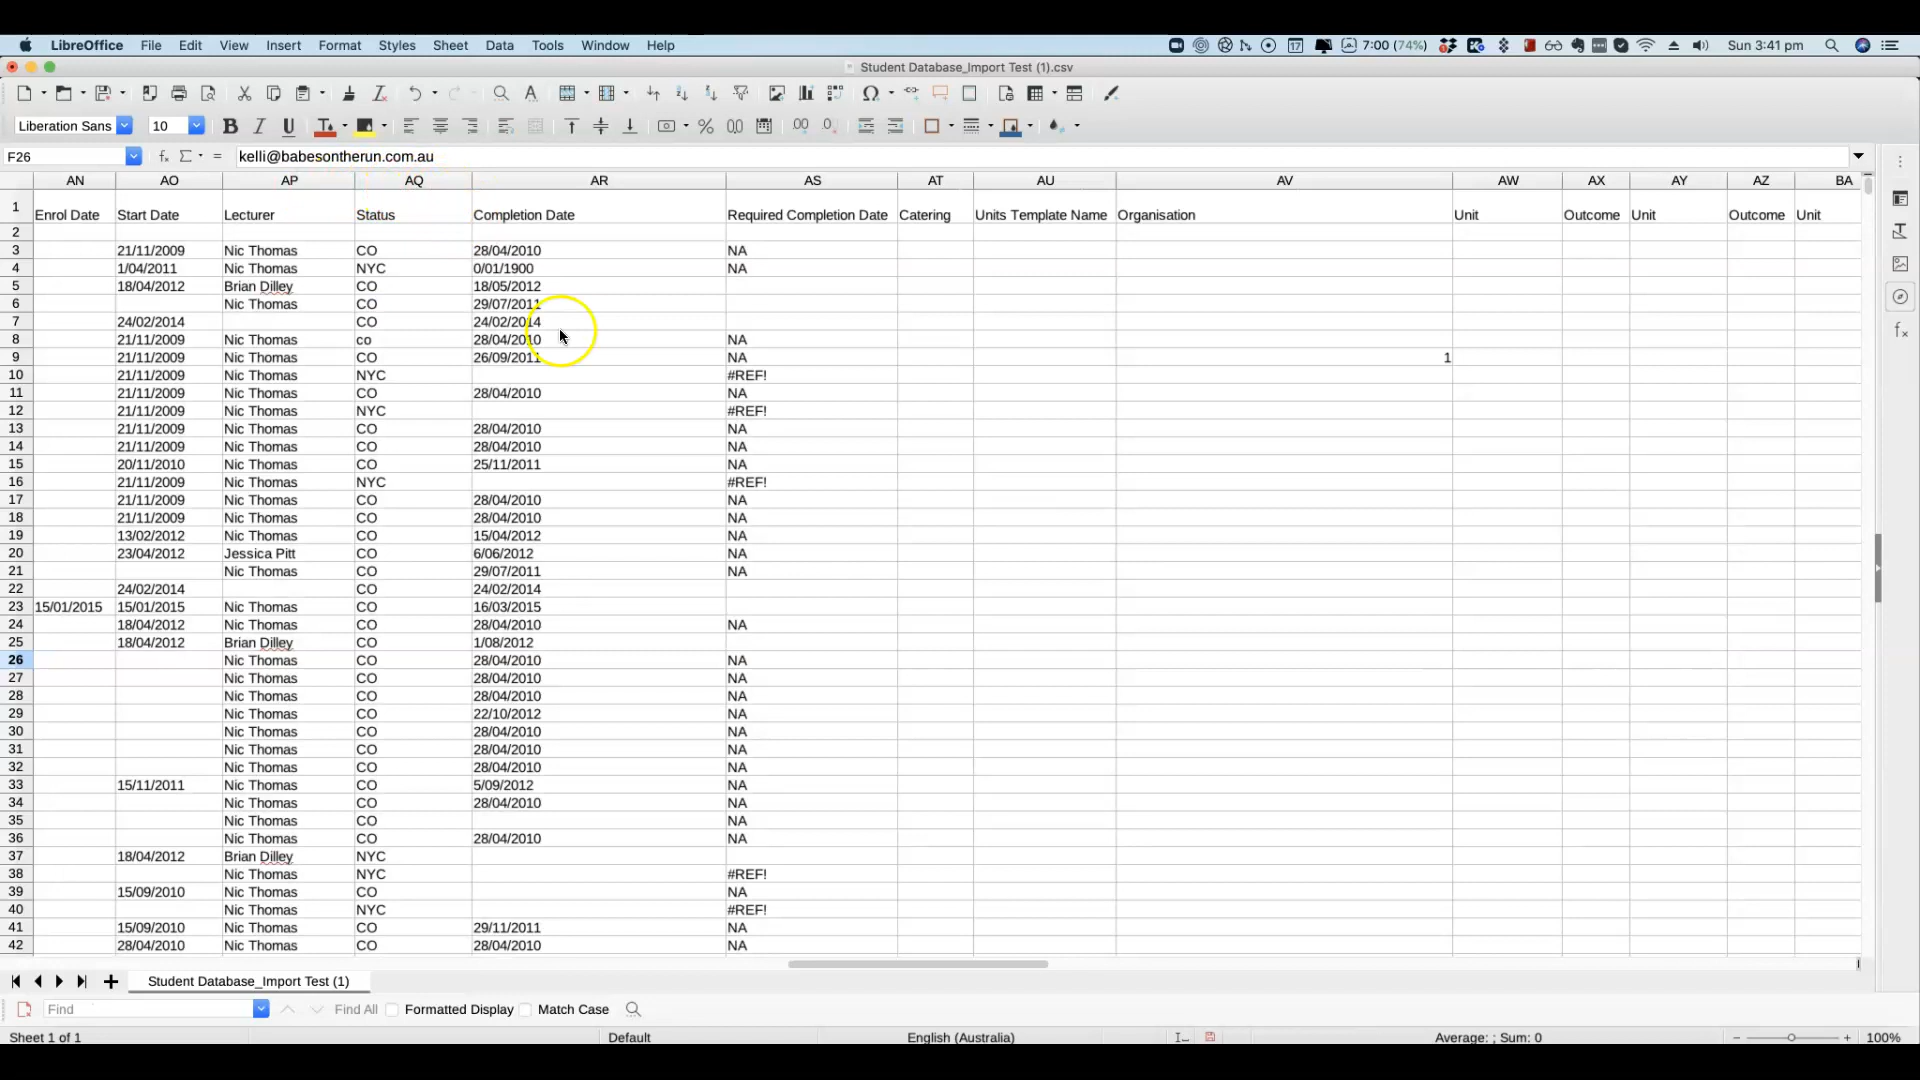 LibreOffice File Edit View Insert Format Styles Sheet Data Tools Window Help 17 7:00 (74%) Sun 3:41 pm
Student Database_Import Test (1).csv
Liberation Sans 10
F26 = kelli@babesontherun.com.au
AN AO AP AQ AR AS AT AU AV AW AX AY AZ BA
1 Enrol Date Start Date Lecturer Status Completion Date Required Completion Date Catering Units Template Name Organisation Unit Outcome Unit Outcome Unit
2
3 21/11/2009 Nic Thomas CO 28/04/2010 NA
4 1/04/2011 Nic Thomas NYC 0/01/1900 NA
5 18/04/2012 Brian Dilley CO 18/05/2012
6 Nic Thomas CO 29/07/2011
7 24/02/2014 CO 24/02/2014
8 21/11/2009 Nic Thomas co 28/04/2010 NA
9 21/11/2009 Nic Thomas CO 26/09/2011 NA 1
10 21/11/2009 Nic Thomas NYC #REF!
11 21/11/2009 Nic Thomas CO 28/04/2010 NA
12 21/11/2009 Nic Thomas NYC #REF!
13 21/11/2009 Nic Thomas CO 28/04/2010 NA
14 21/11/2009 Nic Thomas CO 28/04/2010 NA
15 20/11/2010 Nic Thomas CO 25/11/2011 NA
16 21/11/2009 Nic Thomas NYC #REF!
17 21/11/2009 Nic Thomas CO 28/04/2010 NA
18 21/11/2009 Nic Thomas CO 28/04/2010 NA
19 13/02/2012 Nic Thomas CO 15/04/2012 NA
20 23/04/2012 Jessica Pitt CO 6/06/2012 NA
21 Nic Thomas CO 29/07/2011 NA
22 24/02/2014 CO 24/02/2014
23 15/01/2015 15/01/2015 Nic Thomas CO 16/03/2015
24 18/04/2012 Nic Thomas CO 28/04/2010 NA
25 18/04/2012 Brian Dilley CO 1/08/2012
26 Nic Thomas CO 28/04/2010 NA
27 Nic Thomas CO 28/04/2010 NA
28 Nic Thomas CO 28/04/2010 NA
29 Nic Thomas CO 22/10/2012 NA
30 Nic Thomas CO 28/04/2010 NA
31 Nic Thomas CO 28/04/2010 NA
32 Nic Thomas CO 28/04/2010 NA
33 15/11/2011 Nic Thomas CO 5/09/2012 NA
34 Nic Thomas CO 28/04/2010 NA
35 Nic Thomas CO NA
36 Nic Thomas CO 28/04/2010 NA
37 18/04/2012 Brian Dilley NYC
38 Nic Thomas NYC #REF!
39 15/09/2010 Nic Thomas CO NA
40 Nic Thomas NYC #REF!
41 15/09/2010 Nic Thomas CO 29/11/2011 NA
42 28/04/2010 Nic Thomas CO 28/04/2010 NA
Student Database_Import Test (1)
Find Find All Formatted Display Match Case
Sheet 1 of 1 Default English (Australia) Average: ; Sum: 0 100%